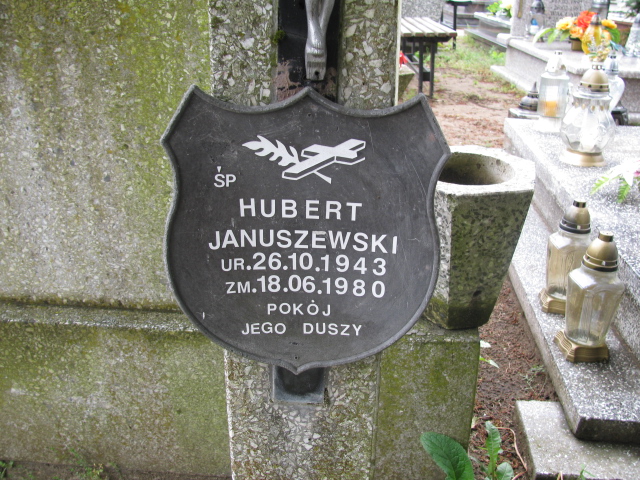 ŚP
HUBERT
JANUSZEWSKI
UR.26.10.1943
ZM.18.06.1980
POKÓJ
JEGO DUSZY